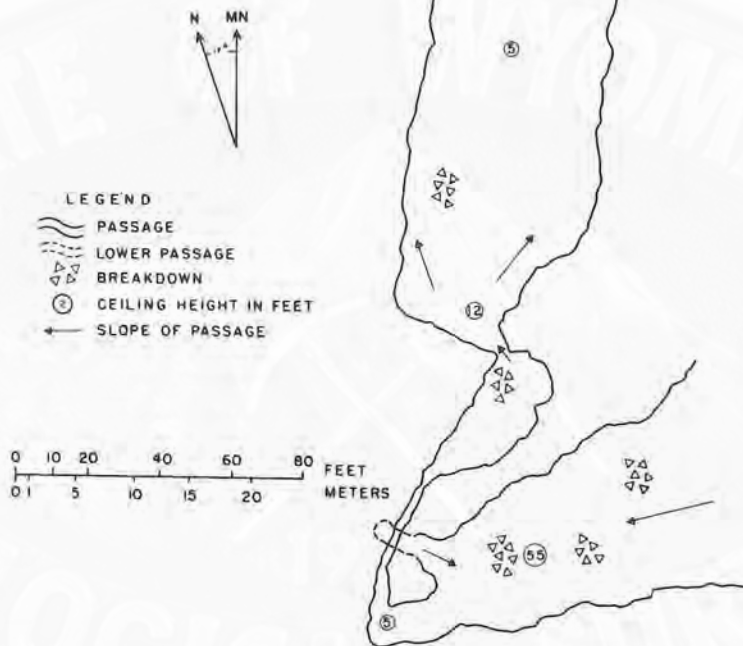 N MN
5
LEGEND
PASSAGE
LOWER PASSAGE
BREAKDOWN
2 CEILING HEIGHT IN FEET
SLOPE OF PASSAGE
12
0 10 20 40 60 80 FEET
0 1 5 10 15 20 METERS
55
5